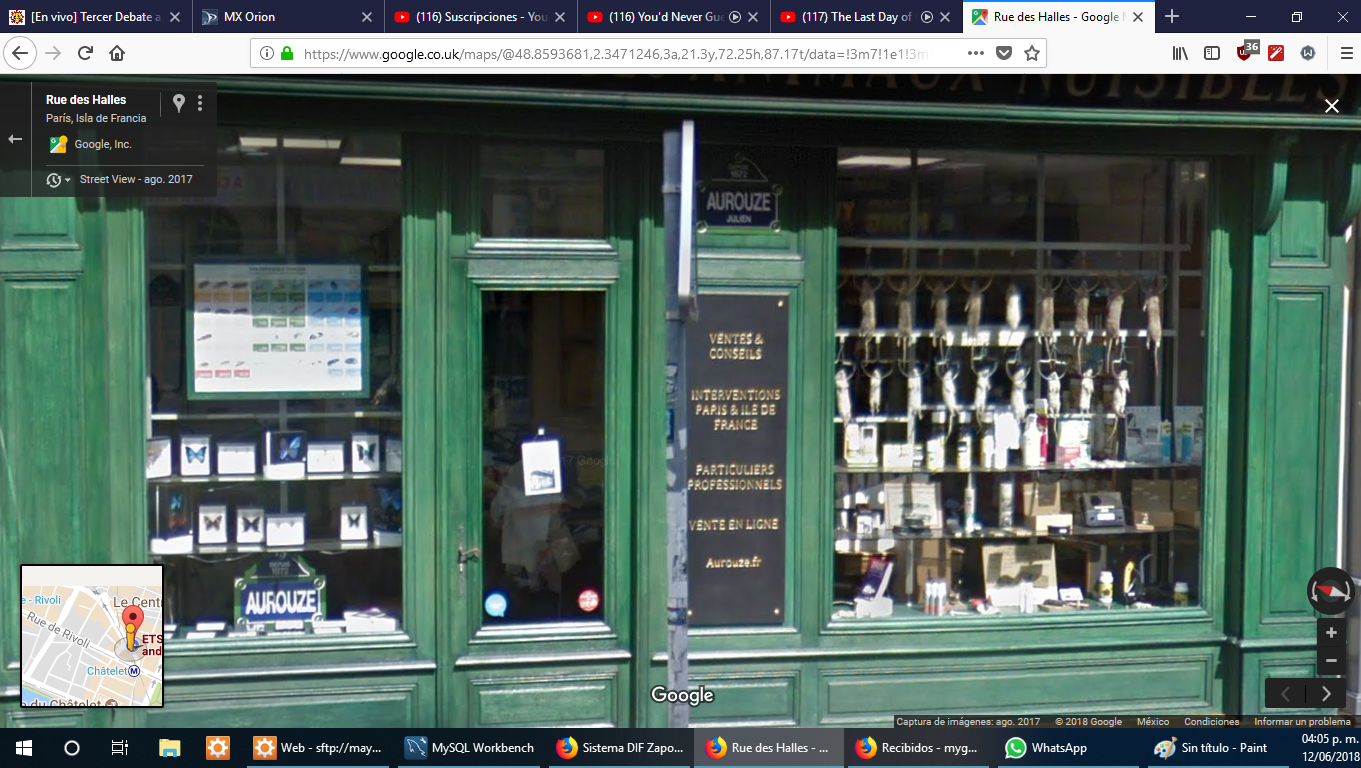 [En vivo] Tercer Debate a
MX Orion
(116) Suscripciones - You
(116) You'd Never Gue
(117) The Last Day of
Rue des Halles - Google M
https://www.google.co.uk/maps/@48.8593681,2.3471246,3a,21.3y,72.25h,87.17t/data=!3m7!1e1!3m
36
Rue des Halles
París, Isla de Francia
Google, Inc.
Street View - ago. 2017
NUISIBLES
1872
AUROUZE
JULIEN
VENTES &
CONSEILS
INTERVENTIONS
PARIS & ILE DE
FRANCE
PARTICULIERS
PROFESSIONNELS
VENTE EN LIGNE
Aurouze.fr
DEPUIS
1872
AUROUZE
e - Rivoli
Le Centr
Rue de Rivoli
ETS
and
Châtelet
M
du Châtelet
Google
Captura de imágenes: ago. 2017
© 2018 Google
México
Condiciones
Informar un problema
Web - sftp://may...
MySQL Workbench
Sistema DIF Zapo...
Rue des Halles - ...
Recibidos - myg...
WhatsApp
Sin título - Paint
04:05 p. m.
12/06/2018